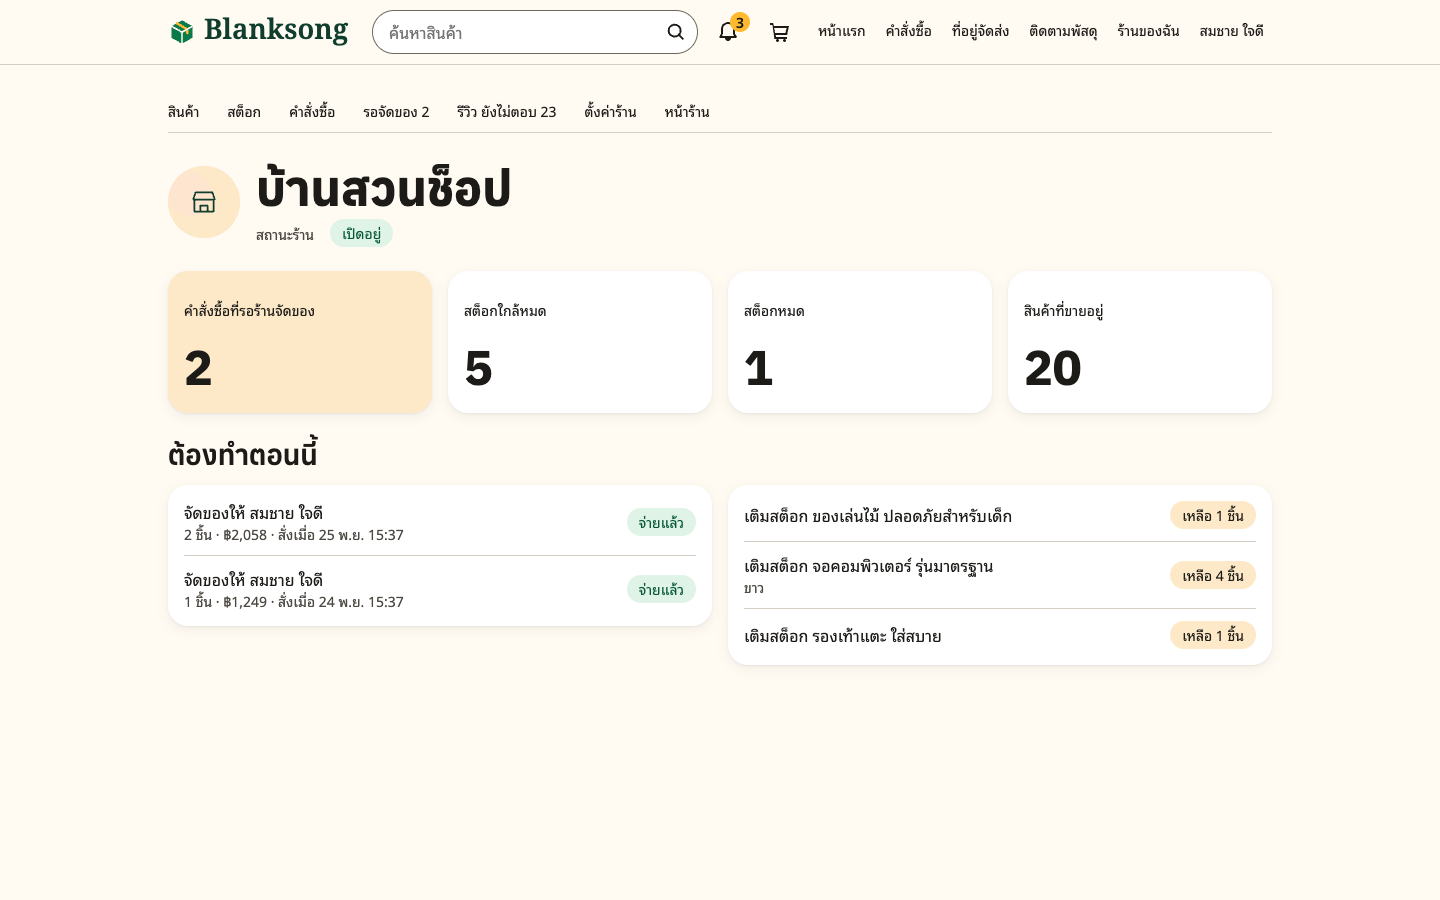 Blanksong
ค้นหาสินค้า
3
หน้าแรก
คำสั่งซื้อ
ที่อยู่จัดส่ง
ติดตามพัสดุ
ร้านของฉัน
สมชาย ใจดี
สินค้า
สต็อก
คำสั่งซื้อ
รอจัดของ 2
รีวิว ยังไม่ตอบ 23
ตั้งค่าร้าน
หน้าร้าน
บ้านสวนช็อป
สถานะร้าน
เปิดอยู่
คำสั่งซื้อที่รอร้านจัดของ
2
สต็อกใกล้หมด
5
สต็อกหมด
1
สินค้าที่ขายอยู่
20
ต้องทำตอนนี้
จัดของให้ สมชาย ใจดี
2 ชิ้น · ฿2,058 · สั่งเมื่อ 25 พ.ย. 15:37
จ่ายแล้ว
จัดของให้ สมชาย ใจดี
1 ชิ้น · ฿1,249 · สั่งเมื่อ 24 พ.ย. 15:37
จ่ายแล้ว
เติมสต็อก ของเล่นไม้ ปลอดภัยสำหรับเด็ก
เหลือ 1 ชิ้น
เติมสต็อก จอคอมพิวเตอร์ รุ่นมาตรฐาน
ขาว
เหลือ 4 ชิ้น
เติมสต็อก รองเท้าแตะ ใส่สบาย
เหลือ 1 ชิ้น